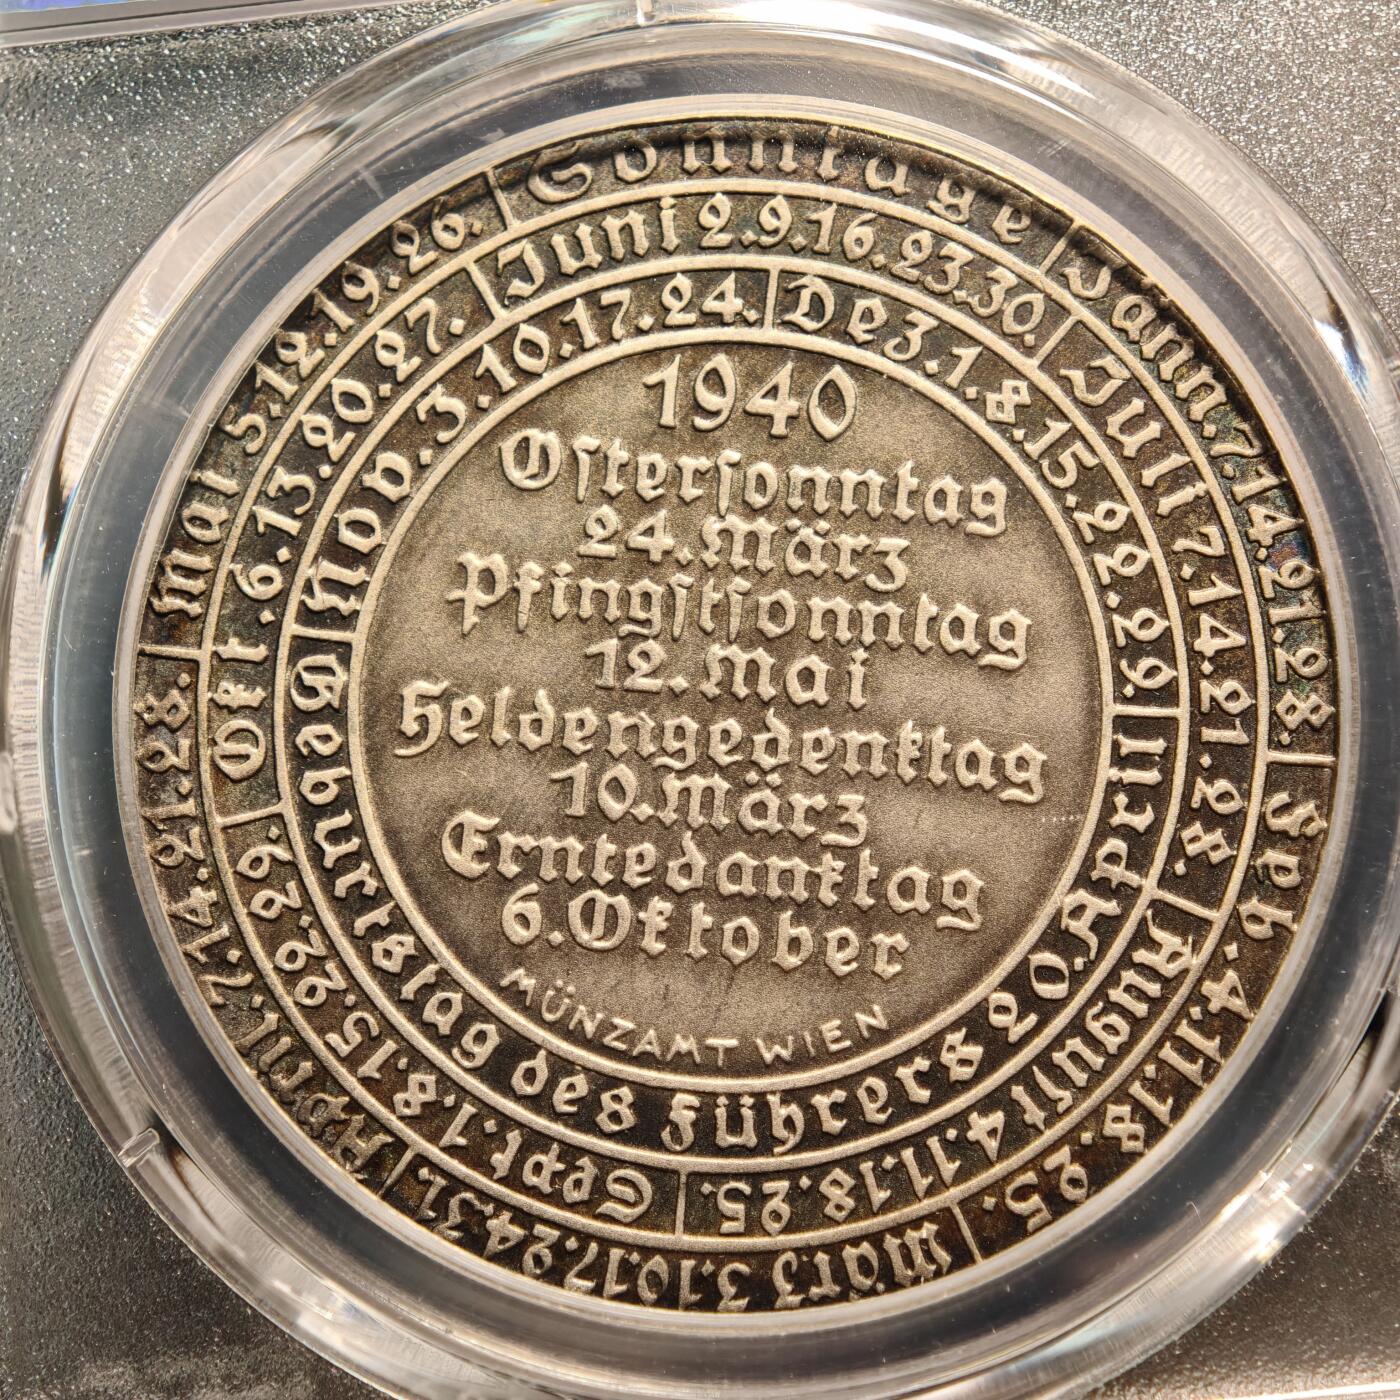 Sonntage
Jänn. 7. 14. 21. 28.
Feb. 4. 11. 18. 25.
März 3. 10. 17. 24. 31.
April 7. 14. 21. 28.
Mai 5. 12. 19. 26.
Juni 2. 9. 16. 23. 30.
Juli 7. 14. 21. 28.
Auguſt 4. 11. 18. 25.
Sept. 1. 8. 15. 22. 29.
Okt. 6. 13. 20. 27.
Nov. 3. 10. 17. 24.
Dez. 1. 8. 15. 22. 29.
Geburtstag des Führers 20. April
1940
Oſterſonntag
24. März
Pfingſtſonntag
12. Mai
Heldengedenktag
10. März
Erntedanktag
6. Oktober
MÜNZAMT WIEN